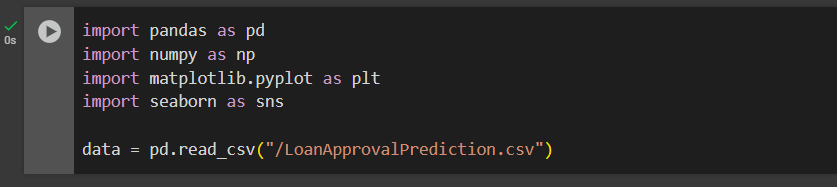 import pandas as pd
import numpy as np
import matplotlib.pyplot as plt
import seaborn as sns
data = pd.read_csv("/LoanApprovalPrediction.csv")
0s